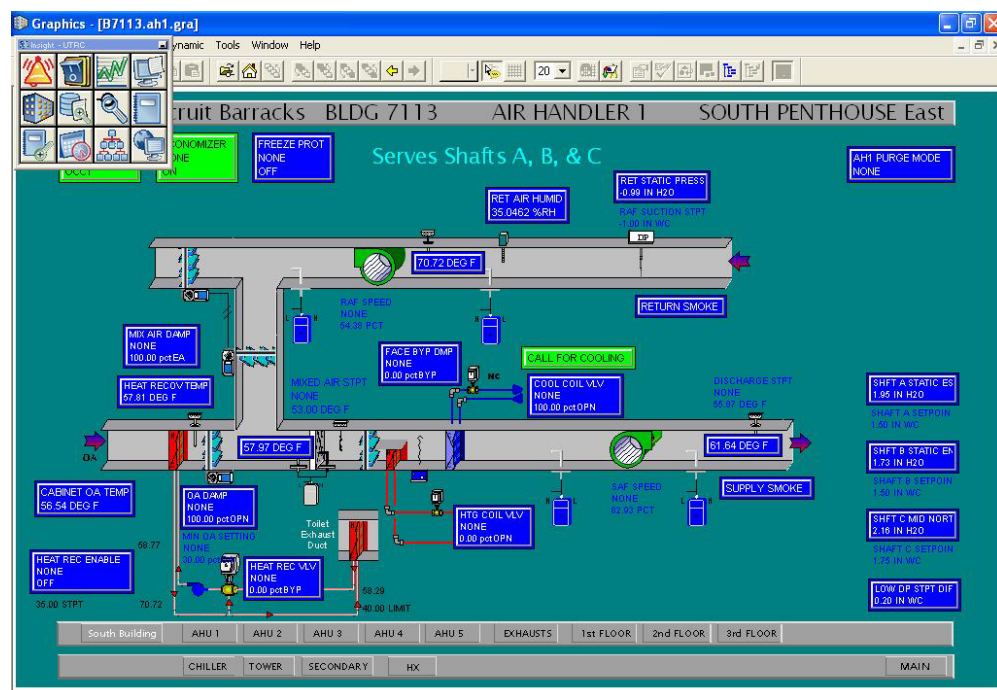 Graphics - [B7113.ah1.gra]
Insight - UTRC
ynamic Tools Window Help
20
cruit Barracks BLDG 7113 AIR HANDLER 1 SOUTH PENTHOUSE East
Serves Shafts A, B, & C
OCC1
CONOMIZER
ONE
ON
FREEZE PROT
NONE
OFF
AH1 PURGE MODE
NONE
RET AIR HUMID
35.0462 %RH
RET STATIC PRESS
-0.99 IN H2O
RAF SUCTION STPT
-1.00 IN WC
DP
70.72 DEG F
RETURN SMOKE
RAF SPEED
NONE
54.38 PCT
L H
L H
MIX AIR DAMP
NONE
100.00 pctEA
HEAT RECOV TEMP
57.81 DEG F
MIXED AIR STPT
NONE
53.00 DEG F
FACE BYP DMP
NONE
0.00 pctBYP
NC
CALL FOR COOLING
COOL COIL VLV
NONE
100.00 pctOPN
DISCHARGE STPT
NONE
55.87 DEG F
OA
57.97 DEG F
61.64 DEG F
SHFT A STATIC ES
1.95 IN H2O
SHAFT A SETPOIN
1.50 IN WC
SHFT B STATIC EN
1.73 IN H2O
SHAFT B SETPOIN
1.50 IN WC
SHFT C MID NORT
2.16 IN H2O
SHAFT C SETPOIN
1.75 IN WC
LOW DP STPT DIF
0.20 IN WC
CABINET OA TEMP
56.54 DEG F
OA DAMP
NONE
100.00 pctOPN
MIN OA SETTING
NONE
30.00
Toilet
Exhaust
Duct
HTG COIL VLV
NONE
0.00 pctOPN
SAF SPEED
NONE
82.93 PCT
SUPPLY SMOKE
68.77
HEAT REC ENABLE
NONE
OFF
HEAT REC VLV
NONE
0.00 pctBYP
58.29
35.00 STPT
70.72
40.00 LIMIT
South Building AHU 1 AHU 2 AHU 3 AHU 4 AHU 5 EXHAUSTS 1st FLOOR 2nd FLOOR 3rd FLOOR
CHILLER TOWER SECONDARY HX MAIN